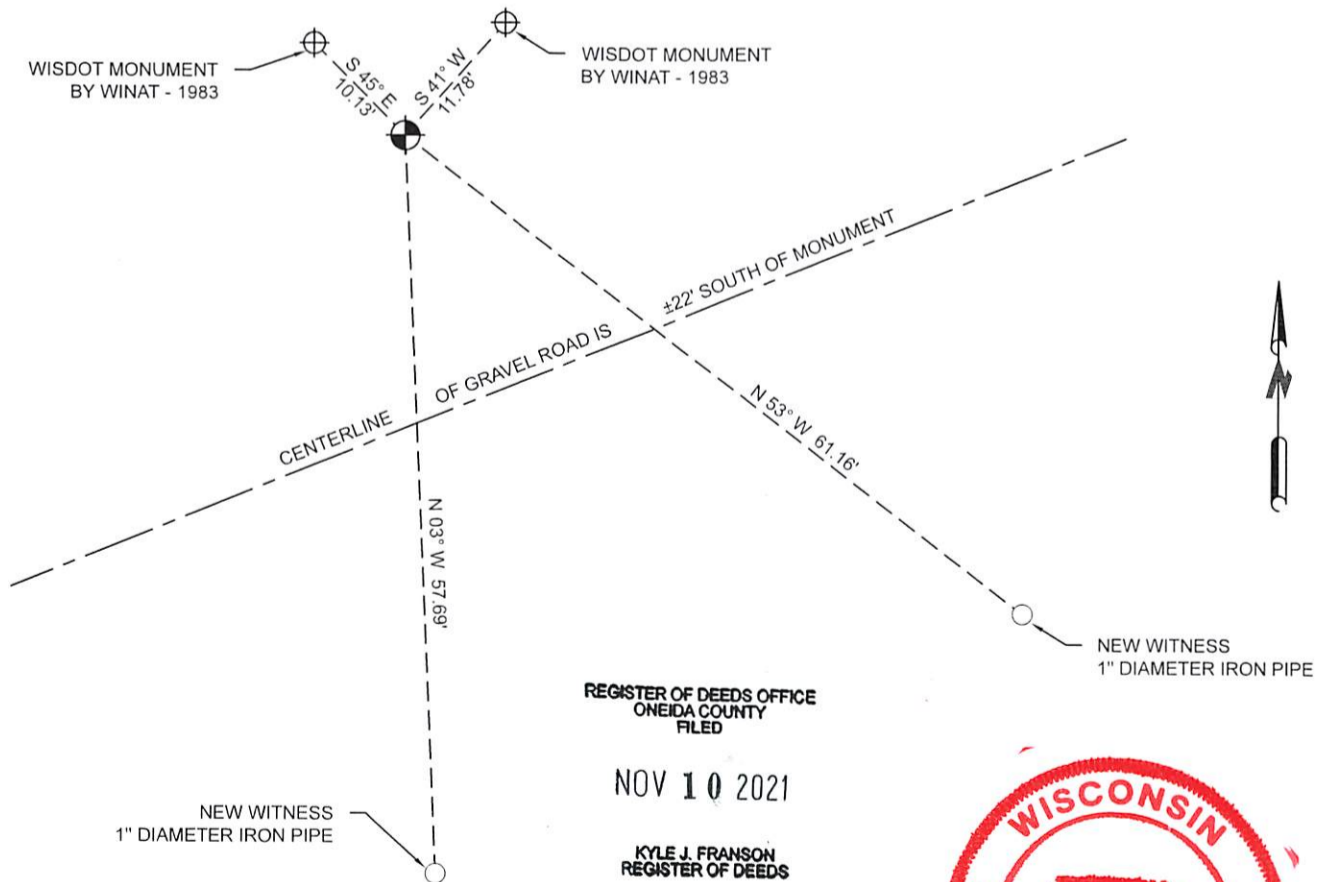 WISDOT MONUMENT
BY WINAT - 1983
S 45° E
10.13'
S 41° W
11.78'
WISDOT MONUMENT
BY WINAT - 1983
CENTERLINE OF GRAVEL ROAD IS ±22' SOUTH OF MONUMENT
N 53° W 61.16'
N 03° W 57.69'
N
NEW WITNESS
1" DIAMETER IRON PIPE
REGISTER OF DEEDS OFFICE
ONEIDA COUNTY
FILED
NOV 10 2021
KYLE J. FRANSON
REGISTER OF DEEDS
NEW WITNESS
1" DIAMETER IRON PIPE
WISCONSIN